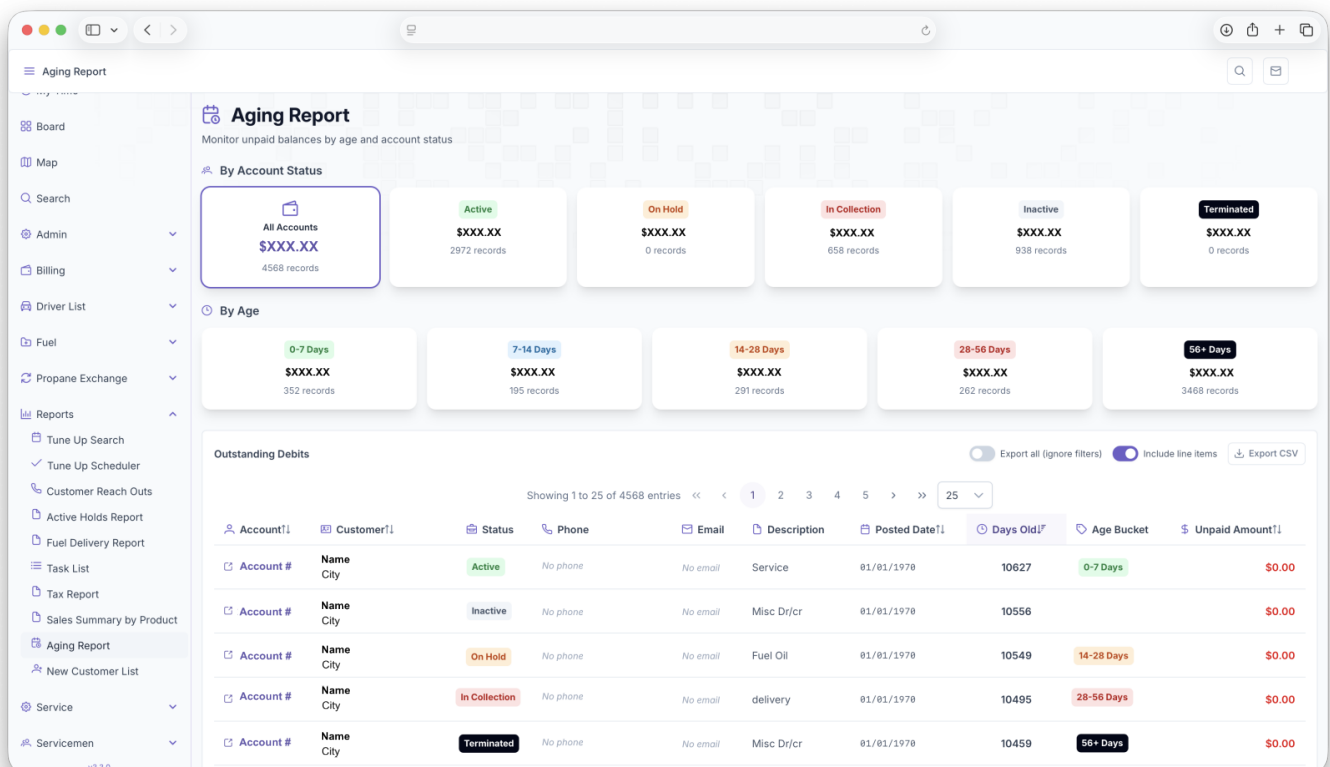 Aging Report
My Time
Board
Map
Search
Admin
Billing
Driver List
Fuel
Propane Exchange
Reports
Tune Up Search
Tune Up Scheduler
Customer Reach Outs
Active Holds Report
Fuel Delivery Report
Task List
Tax Report
Sales Summary by Product
Aging Report
New Customer List
Service
Servicemen
v2.2.0
Aging Report
Monitor unpaid balances by age and account status
By Account Status
All Accounts
$XXX.XX
4568 records
Active
$XXX.XX
2972 records
On Hold
$XXX.XX
0 records
In Collection
$XXX.XX
658 records
Inactive
$XXX.XX
938 records
Terminated
$XXX.XX
0 records
By Age
0-7 Days
$XXX.XX
352 records
7-14 Days
$XXX.XX
195 records
14-28 Days
$XXX.XX
291 records
28-56 Days
$XXX.XX
262 records
56+ Days
$XXX.XX
3468 records
Outstanding Debits
Export all (ignore filters)
Include line items
Export CSV
Showing 1 to 25 of 4568 entries « ‹ 1 2 3 4 5 › » 25
Account Customer Status Phone Email Description Posted Date Days Old Age Bucket Unpaid Amount
Account # Name Active No phone No email Service 01/01/1970 10627 0-7 Days $0.00
City
Account # Name Inactive No phone No email Misc Dr/cr 01/01/1970 10556 $0.00
City
Account # Name On Hold No phone No email Fuel Oil 01/01/1970 10549 14-28 Days $0.00
City
Account # Name In Collection No phone No email delivery 01/01/1970 10495 28-56 Days $0.00
City
Account # Name Terminated No phone No email Misc Dr/cr 01/01/1970 10459 56+ Days $0.00
City